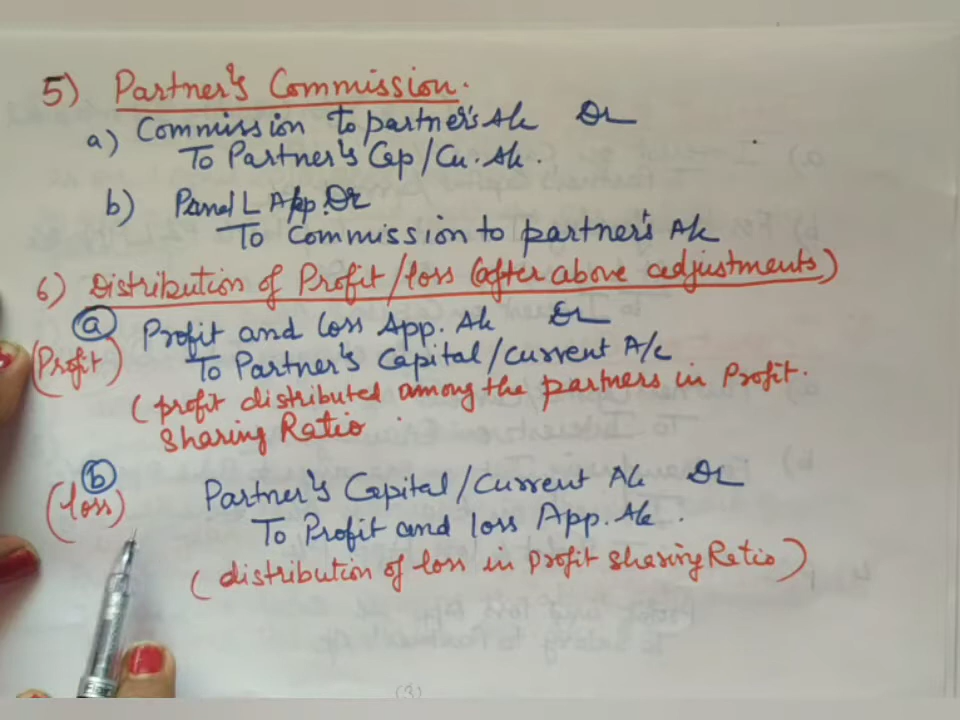 5) Partner's Commission.
a) Commission to partner's A/c Dr
To Partner's Cap/Cu. A/c.
b) P and L App. Dr
To Commission to partner's A/c
6) Distribution of Profit/loss (after above adjustments)
(a) Profit and loss App. A/c Dr
(Profit) To Partner's Capital/current A/c
(profit distributed among the partners in Profit.
Sharing Ratio
(b)
(loss) Partner's Capital/current A/c Dr
To Profit and loss App. A/c.
(distribution of loss in profit sharing Ratio)
(3)